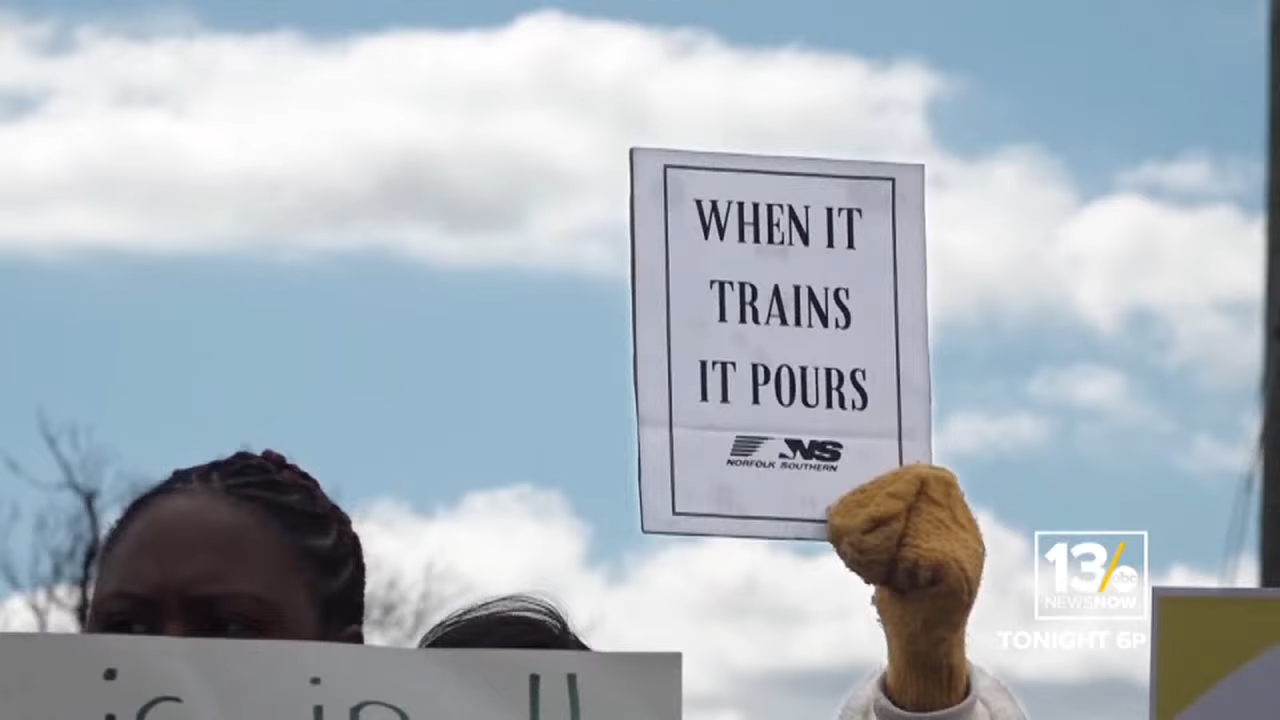 WHEN IT
TRAINS
IT POURS
NS
NORFOLK SOUTHERN
13/abc
NEWSNOW
TONIGHT 6P